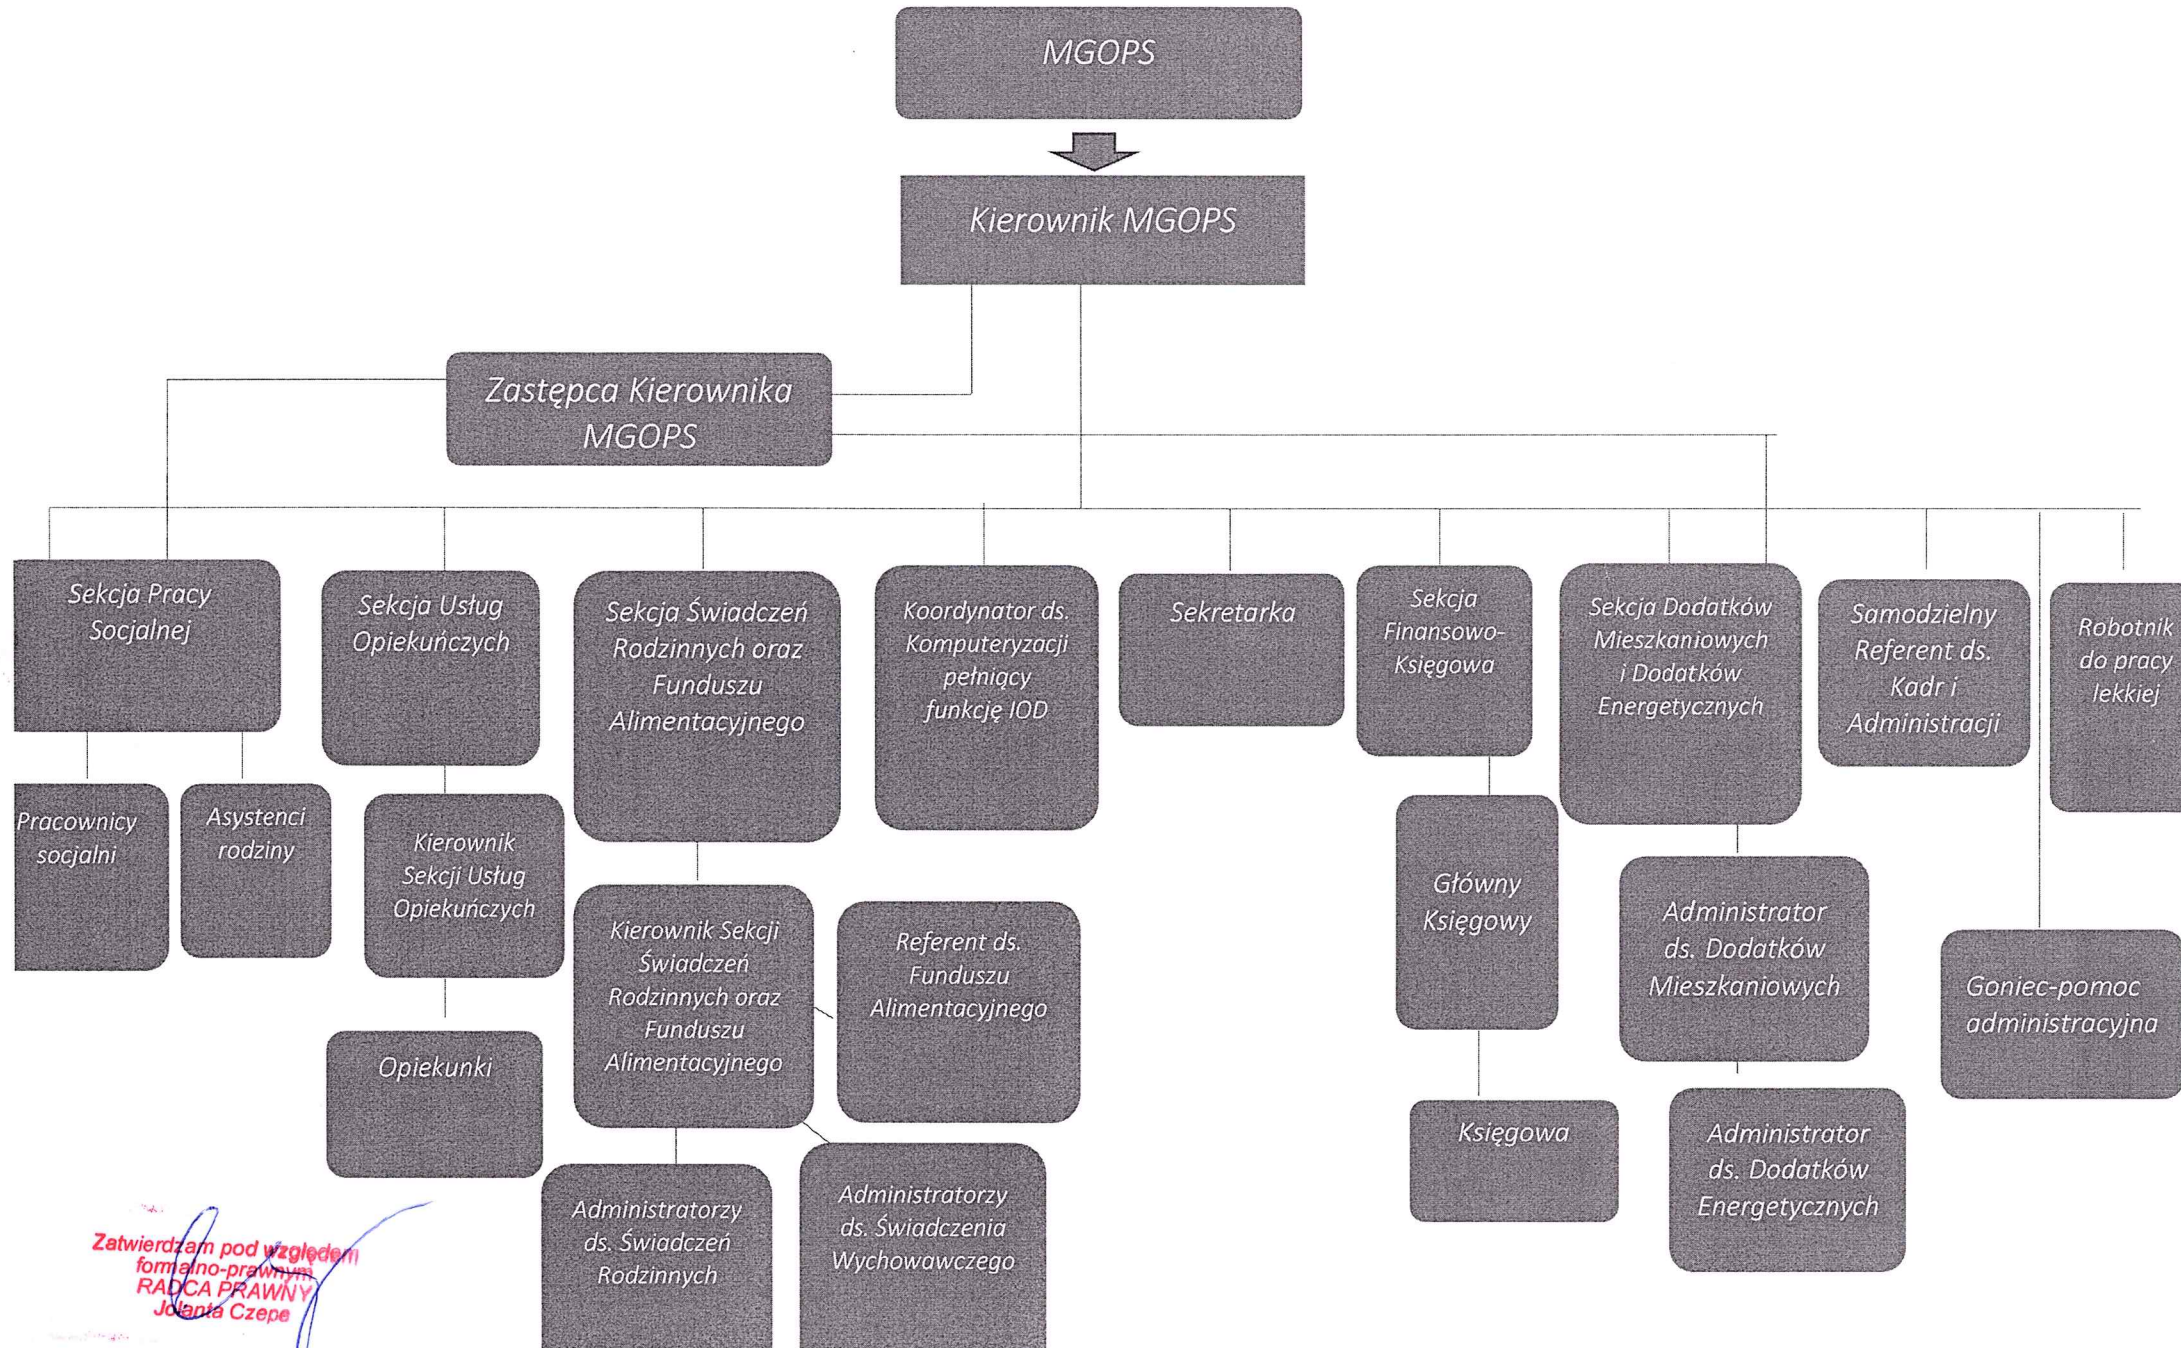 MGOPS
Kierownik MGOPS
Zastępca Kierownika
MGOPS
Sekcja Pracy
Socjalnej
Sekcja Usług
Opiekuńczych
Sekcja Świadczeń
Rodzinnych oraz
Funduszu
Alimentacyjnego
Koordynator ds.
Komputeryzacji
pełniący
funkcję IOD
Sekretarka
Sekcja
Finansowo-
Księgowa
Sekcja Dodatków
Mieszkaniowych
i Dodatków
Energetycznych
Samodzielny
Referent ds.
Kadr i
Administracji
Robotnik
do pracy
lekkiej
Pracownicy
socjalni
Asystenci
rodziny
Kierownik
Sekcji Usług
Opiekuńczych
Kierownik Sekcji
Świadczeń
Rodzinnych oraz
Funduszu
Alimentacyjnego
Referent ds.
Funduszu
Alimentacyjnego
Główny
Księgowy
Administrator
ds. Dodatków
Mieszkaniowych
Goniec-pomoc
administracyjna
Opiekunki
Księgowa
Administrator
ds. Dodatków
Energetycznych
Administratorzy
ds. Świadczeń
Rodzinnych
Administratorzy
ds. Świadczenia
Wychowawczego
Zatwierdzam pod względem
formalno-prawnym
RADCA PRAWNY
Jolanta Czepe